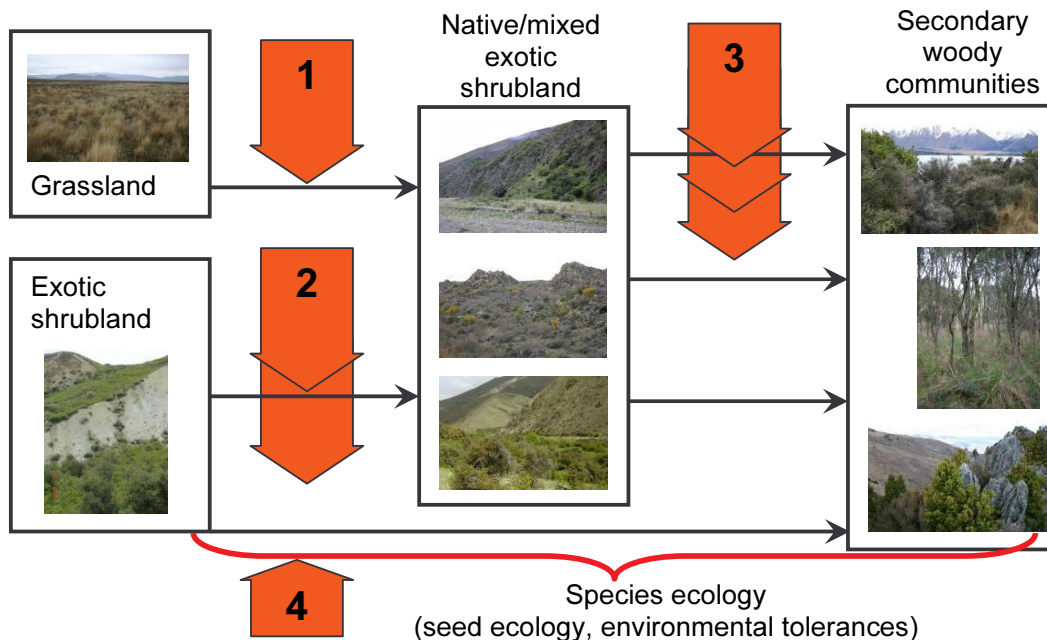 1
Native/mixed
exotic
shrubland
3
Secondary
woody
communities
Grassland
2
Exotic
shrubland
4
Species ecology
(seed ecology, environmental tolerances)